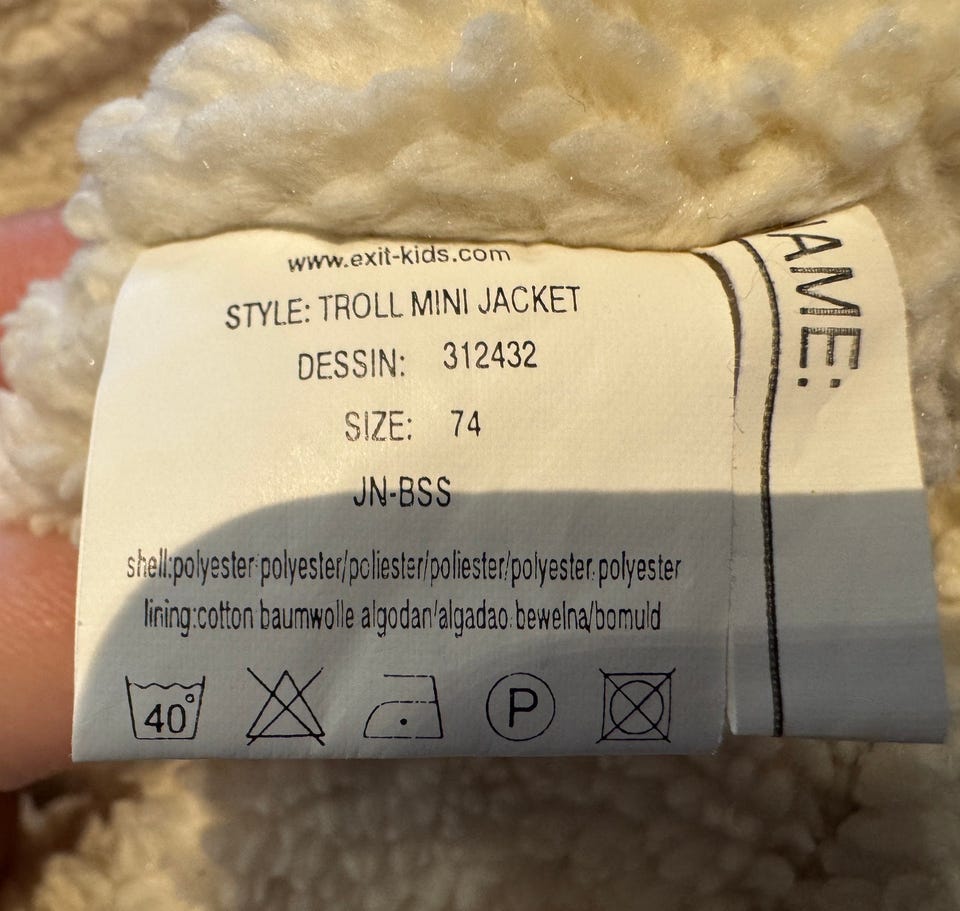 www.exit-kids.com
STYLE: TROLL MINI JACKET
DESSIN: 312432
SIZE: 74
JN-BSS
shell:polyester polyester/poliester/poliester/polyester polyester
lining:cotton baumwolle algodan/algadao bewelna/bomuld
40°
P
AME: